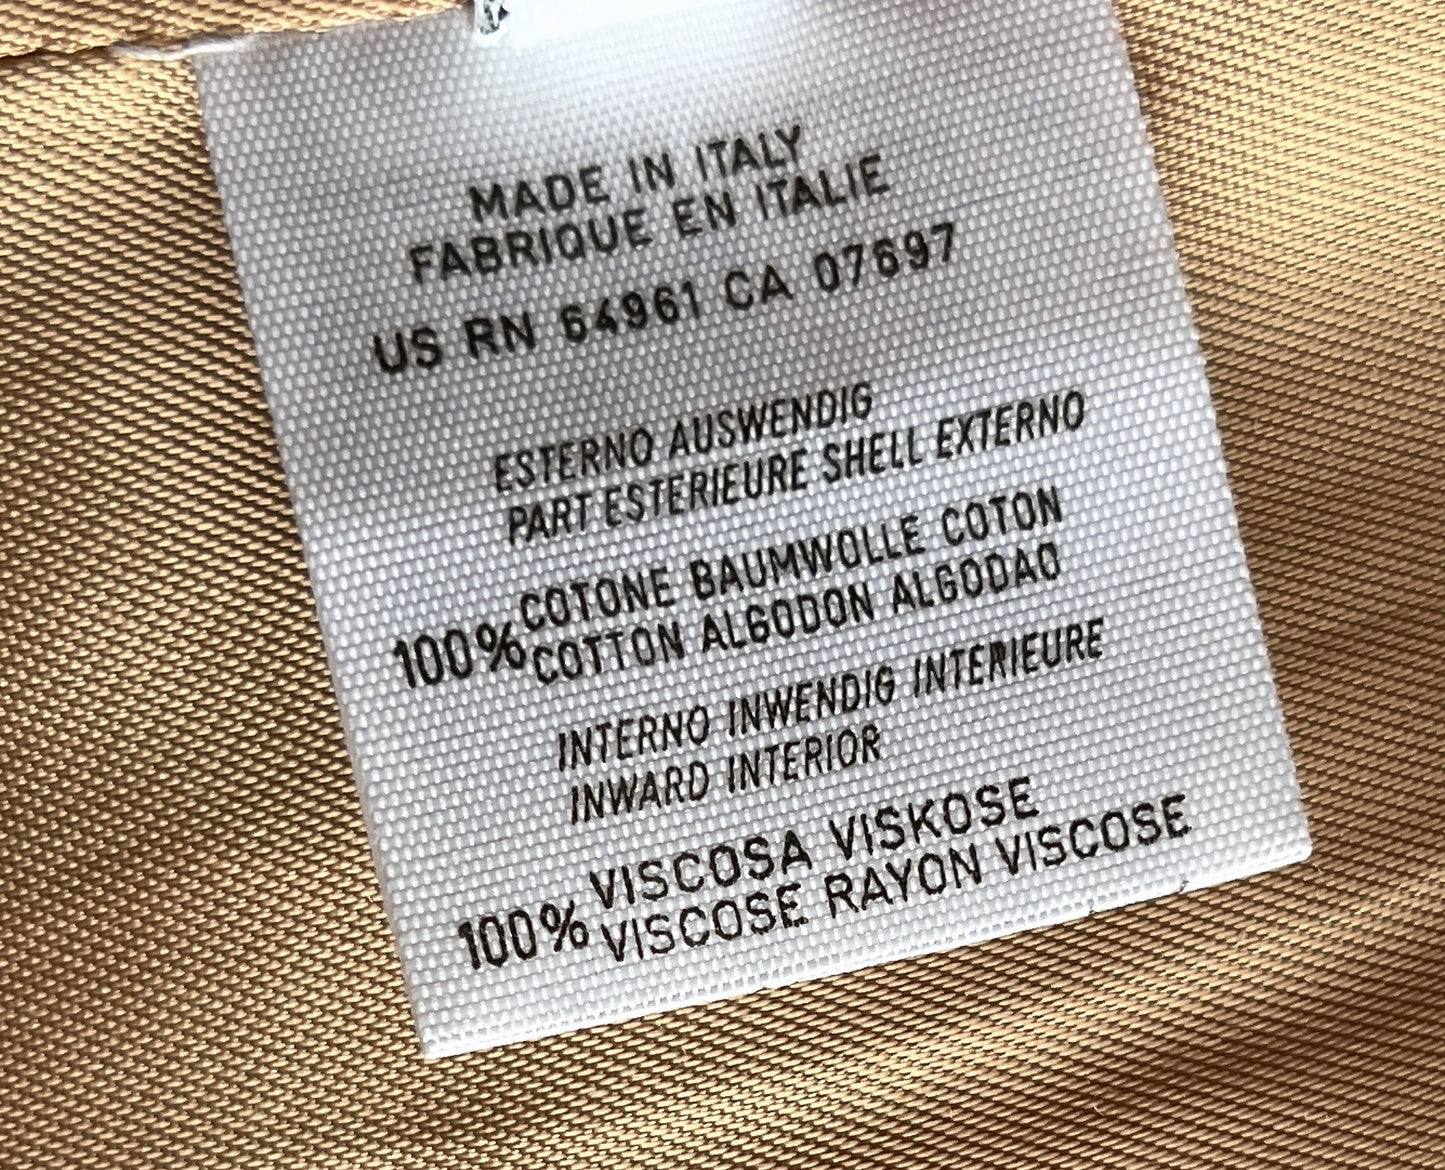 MADE IN ITALY
FABRIQUE EN ITALIE
US RN 64961 CA 07697
ESTERNO AUSWENDIG
PART ESTERIEURE SHELL EXTERNO
100% COTONE BAUMWOLLE COTON
COTTON ALGODON ALGODAO
INTERNO INWENDIG INTERIEURE
INWARD INTERIOR
100% VISCOSA VISKOSE
VISCOSE RAYON VISCOSE